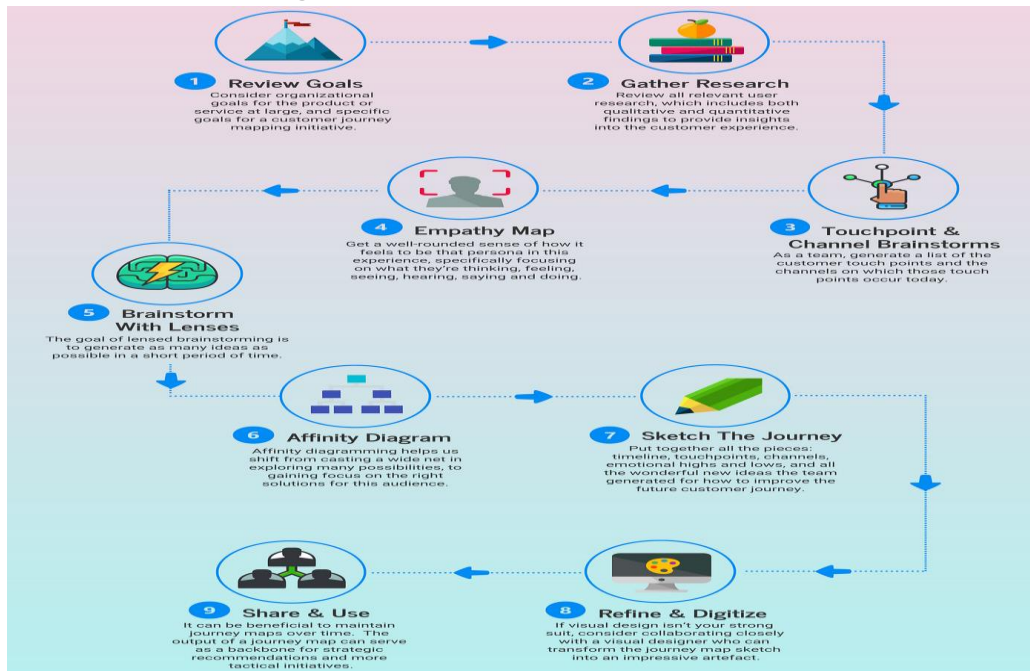 1 Review Goals
Consider organizational
goals for the product or
service at large, and specific
goals for a customer journey
mapping initiative.
2 Gather Research
Review all relevant user
research, which includes both
qualitative and quantitative
findings to provide insights
into the customer experience.
3 Touchpoint &
Channel Brainstorms
As a team, generate a list of the
customer touch points and the
channels on which those touch
points occur today.
4 Empathy Map
Get a well-rounded sense of how it
feels to be that persona in this
experience, specifically focusing
on what they're thinking, feeling,
seeing, hearing, saying and doing.
5 Brainstorm
With Lenses
The goal of lensed brainstorming is
to generate as many ideas as
possible in a short period of time.
6 Affinity Diagram
Affinity diagramming helps us
shift from casting a wide net in
exploring many possibilities, to
gaining focus on the right
solutions for this audience.
7 Sketch The Journey
Put together all the pieces:
timeline, touchpoints, channels,
emotional highs and lows, and all
the wonderful new ideas the team
generated for how to improve the
future customer journey.
8 Refine & Digitize
If visual design isn't your strong
suit, consider collaborating closely
with a visual designer who can
transform the journey map sketch
into an impressive artefact.
9 Share & Use
It can be beneficial to maintain
journey maps over time. The
output of a journey map can serve
as a backbone for strategic
recommendations and more
tactical initiatives.